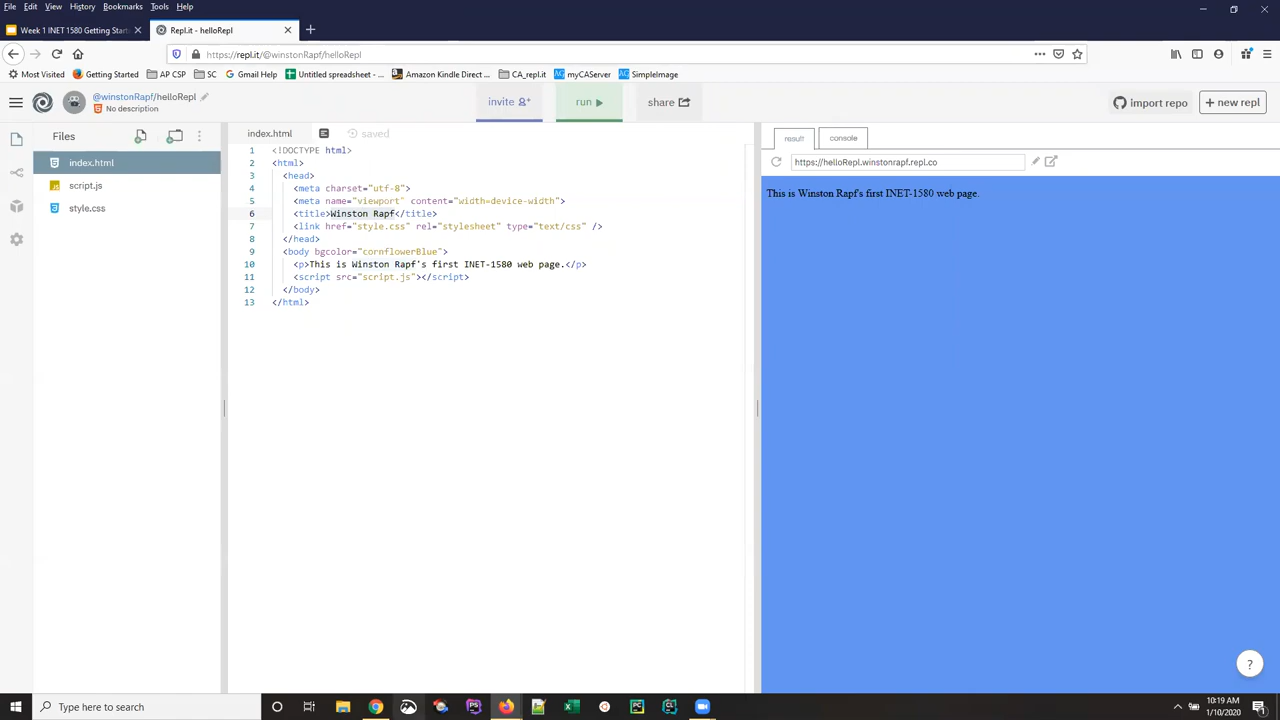 File Edit View History Bookmarks Tools Help
Week 1 INET 1580 Getting Start
Repl.it - helloRepl
https://repl.it/@winstonRapf/helloRepl
Most Visited Getting Started AP CSP SC Gmail Help Untitled spreadsheet - ... Amazon Kindle Direct ... CA_repl.it myCAServer SimpleImage
@winstonRapf/helloRepl
No description
invite run share import repo + new repl
Files
index.html
script.js
style.css
index.html saved
1 <!DOCTYPE html>
2 <html>
3 <head>
4 <meta charset="utf-8">
5 <meta name="viewport" content="width=device-width">
6 <title>Winston Rapf</title>
7 <link href="style.css" rel="stylesheet" type="text/css" />
8 </head>
9 <body bgcolor="cornflowerBlue">
10 <p>This is Winston Rapf's first INET-1580 web page.</p>
11 <script src="script.js"></script>
12 </body>
13 </html>
result console
https://helloRepl.winstonrapf.repl.co
This is Winston Rapf's first INET-1580 web page.
?
Type here to search
10:19 AM
1/10/2020